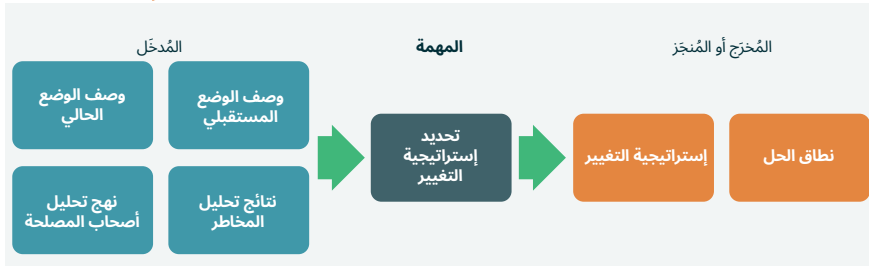 المُدخَل
المهمة
المُخرَج أو المُنجَز
وصف الوضع
الحالي
وصف الوضع
المستقبلي
نهج تحليل
أصحاب المصلحة
نتائج تحليل
المخاطر
تحديد
إستراتيجية
التغيير
إستراتيجية التغيير
نطاق الحل